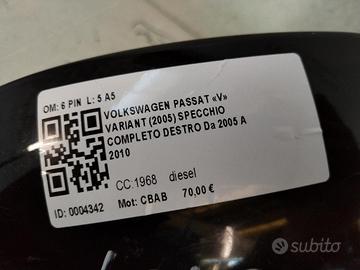 OM: 6 PIN L: 5 A5
VOLKSWAGEN PASSAT «V»
VARIANT (2005) SPECCHIO
COMPLETO DESTRO Da 2005 A
2010
CC:1968 diesel
ID: 0004342 Mot: CBAB 70,00 €
subito